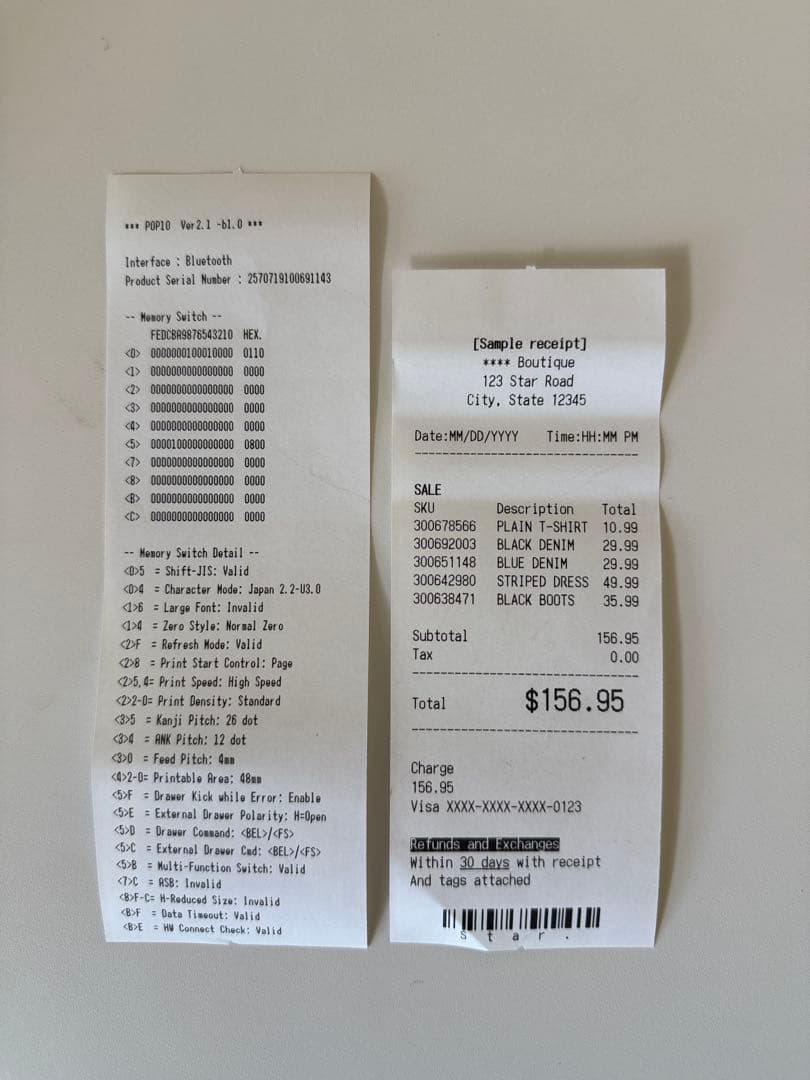 *** POP10 Ver2.1 -b1.0 ***
Interface : Bluetooth
Product Serial Number : 2570719100691143
-- Memory Switch --
FEDCBA9876543210 HEX.
<0> 0000000100010000 0110
<1> 0000000000000000 0000
<2> 0000000000000000 0000
<3> 0000000000000000 0000
<4> 0000000000000000 0000
<5> 0000100000000000 0800
<7> 0000000000000000 0000
<8> 0000000000000000 0000
<B> 0000000000000000 0000
<C> 0000000000000000 0000
-- Memory Switch Detail --
<0>5 = Shift-JIS: Valid
<0>4 = Character Mode: Japan 2.2-U3.0
<1>6 = Large Font: Invalid
<1>4 = Zero Style: Normal Zero
<2>F = Refresh Mode: Valid
<2>8 = Print Start Control: Page
<2>5,4= Print Speed: High Speed
<2>2-0= Print Density: Standard
<3>5 = Kanji Pitch: 26 dot
<3>4 = ANK Pitch: 12 dot
<3>0 = Feed Pitch: 4mm
<4>2-0= Printable Area: 48mm
<5>F = Drawer Kick while Error: Enable
<5>E = External Drawer Polarity: H=Open
<5>D = Drawer Command: <BEL>/<FS>
<5>C = External Drawer Cmd: <BEL>/<FS>
<5>B = Multi-Function Switch: Valid
<7>C = ASB: Invalid
<B>F-C= H-Reduced Size: Invalid
<B>F = Data Timeout: Valid
<B>E = HW Connect Check: Valid
[Sample receipt]
**** Boutique
123 Star Road
City, State 12345
Date:MM/DD/YYYY Time:HH:MM PM
--------------------------------
SALE
SKU Description Total
300678566 PLAIN T-SHIRT 10.99
300692003 BLACK DENIM 29.99
300651148 BLUE DENIM 29.99
300642980 STRIPED DRESS 49.99
300638471 BLACK BOOTS 35.99
Subtotal 156.95
Tax 0.00
--------------------------------
Total $156.95
--------------------------------
Charge
156.95
Visa XXXX-XXXX-XXXX-0123
Refunds and Exchanges
Within 30 days with receipt
And tags attached
S t a r .